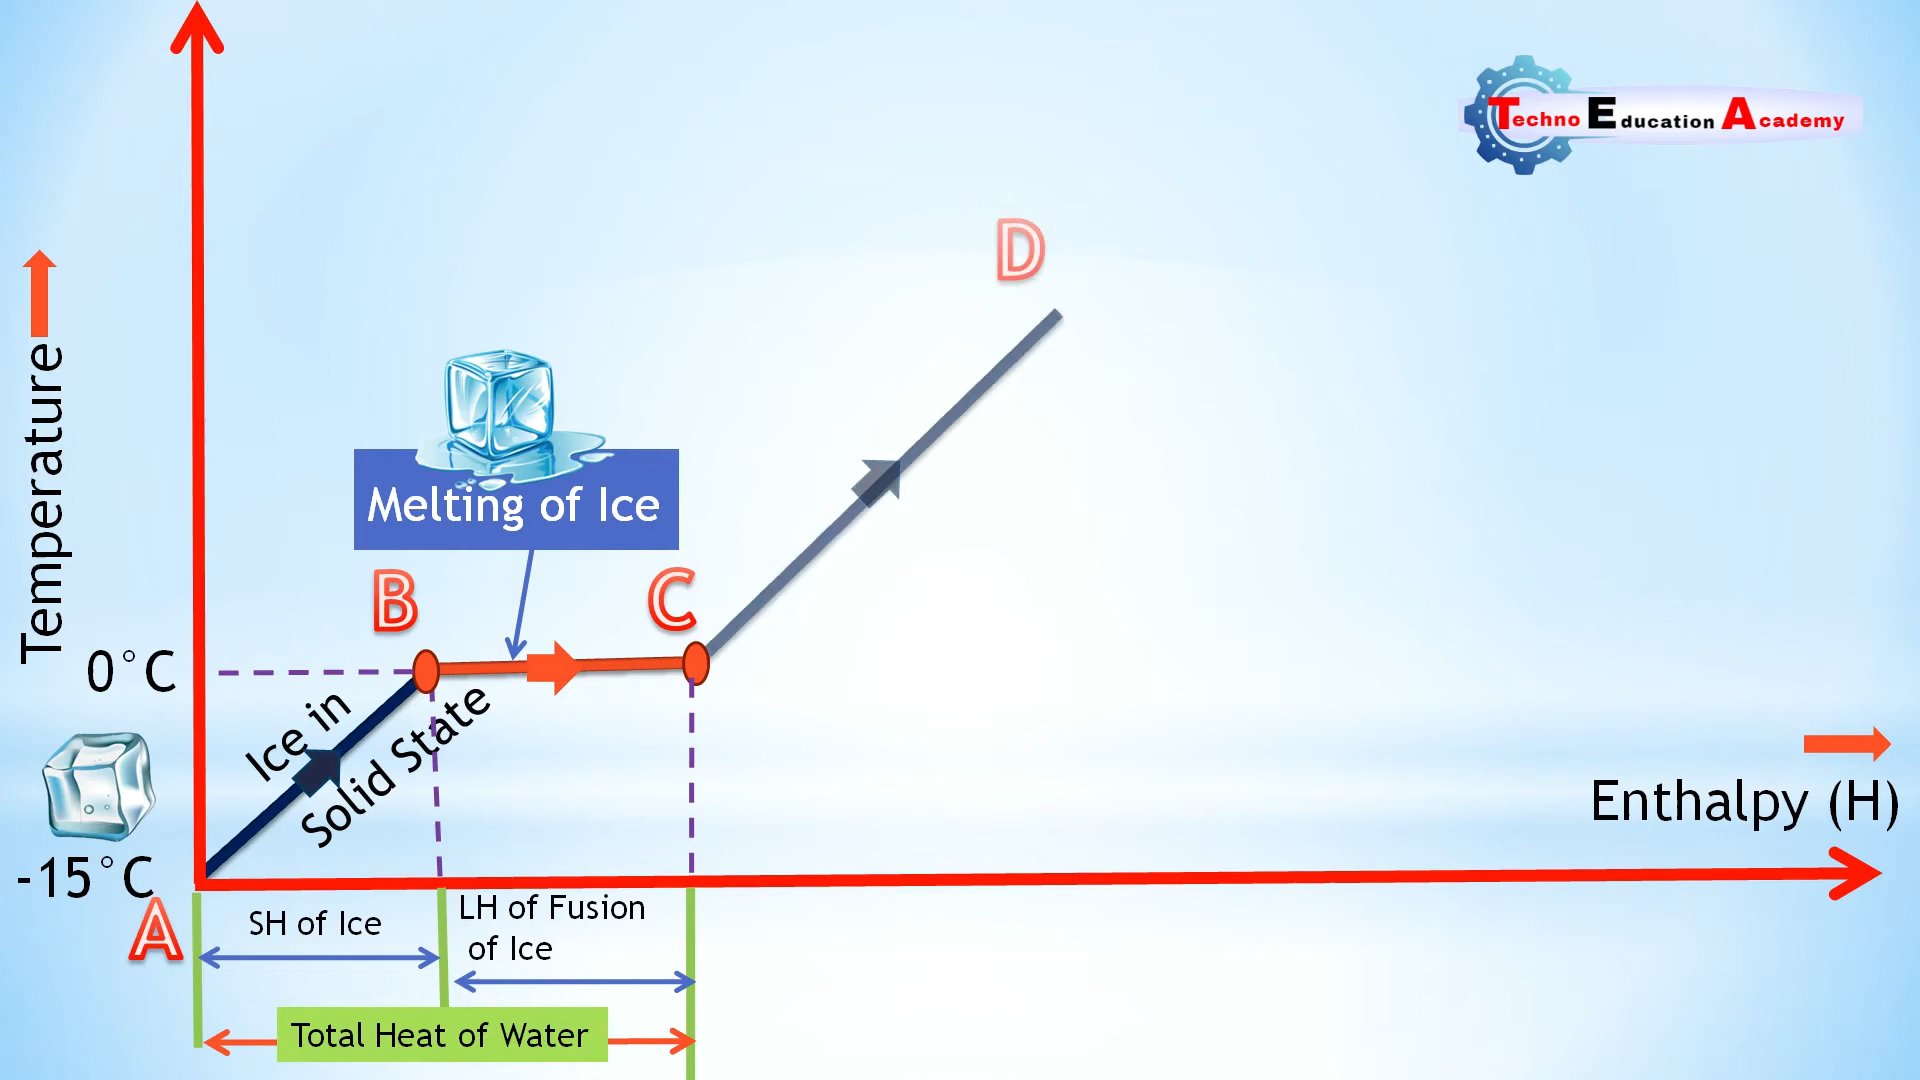 Techno Education Academy
D
Temperature
Melting of Ice
B
C
0°C
Ice in
Solid State
Enthalpy (H)
-15°C
A
SH of Ice
LH of Fusion
of Ice
Total Heat of Water